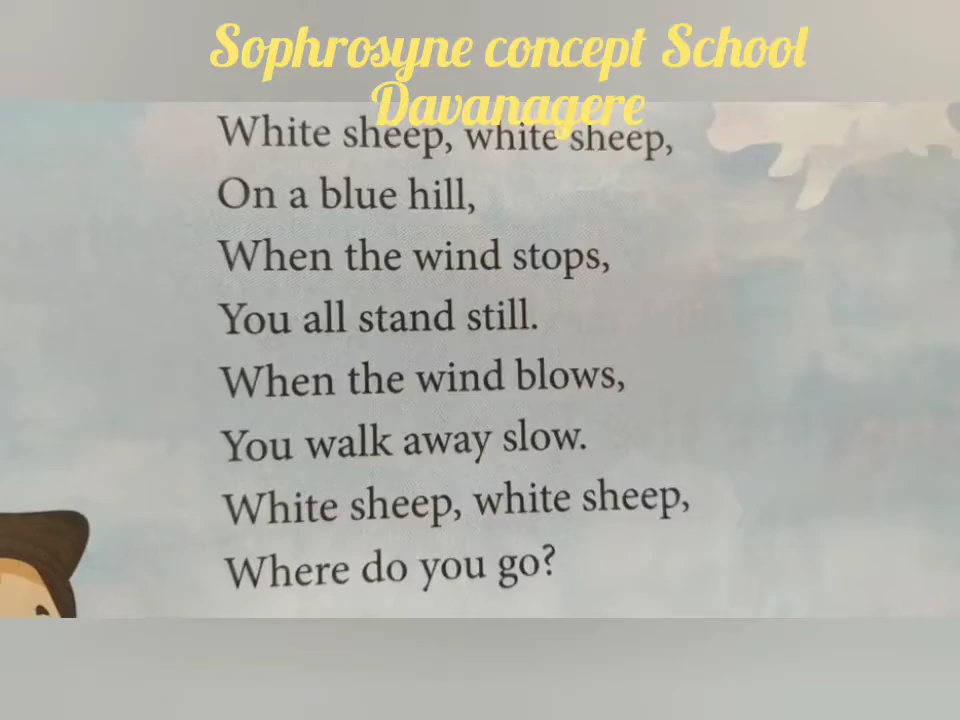 Sophrosyne concept School
Davanagere
White sheep, white sheep,
On a blue hill,
When the wind stops,
You all stand still.
When the wind blows,
You walk away slow.
White sheep, white sheep,
Where do you go?